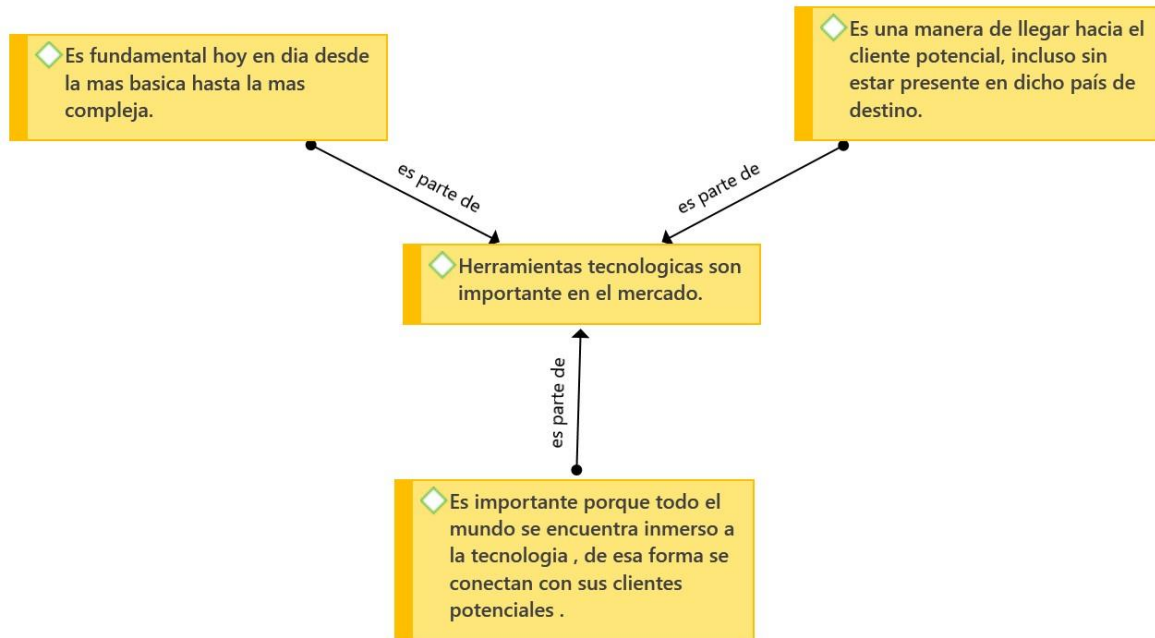 Es fundamental hoy en dia desde
la mas basica hasta la mas
compleja.
Es una manera de llegar hacia el
cliente potencial, incluso sin
estar presente en dicho país de
destino.
es parte de
es parte de
Herramientas tecnologicas son
importante en el mercado.
es parte de
Es importante porque todo el
mundo se encuentra inmerso a
la tecnologia , de esa forma se
conectan con sus clientes
potenciales .